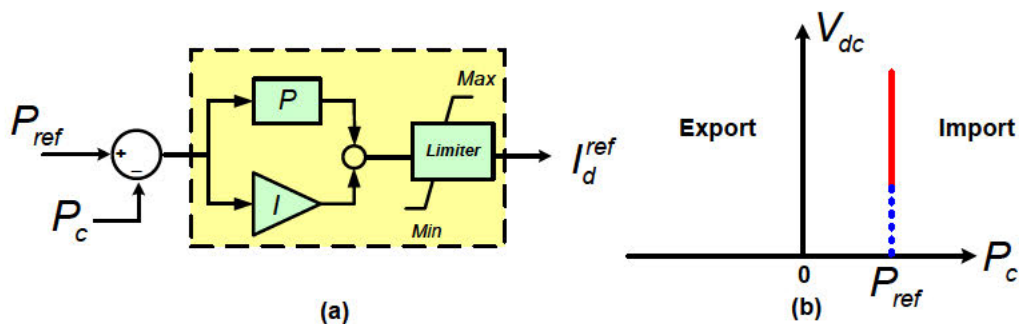 P_ref
+
−
P_c
P
I
Max
Limiter
Min
I_d^ref
(a)
V_dc
Export
Import
0
P_ref
P_c
(b)